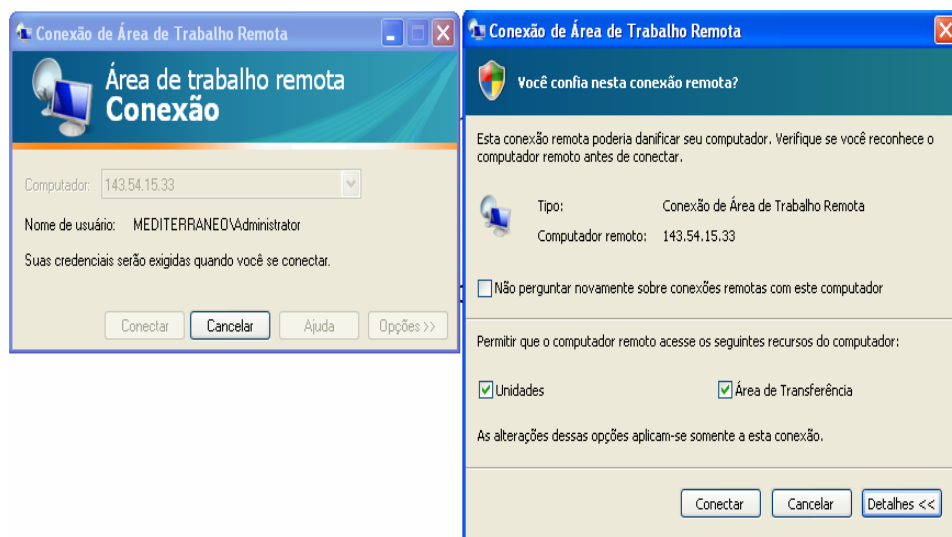 Conexão de Área de Trabalho Remota
Área de trabalho remota
Conexão
Computador: 143.54.15.33
Nome de usuário: MEDITERRANEO\Administrator
Suas credenciais serão exigidas quando você se conectar.
Conectar Cancelar Ajuda Opções >>
Conexão de Área de Trabalho Remota
Você confia nesta conexão remota?
Esta conexão remota poderia danificar seu computador. Verifique se você reconhece o
computador remoto antes de conectar.
Tipo: Conexão de Área de Trabalho Remota
Computador remoto: 143.54.15.33
Não perguntar novamente sobre conexões remotas com este computador
Permitir que o computador remoto acesse os seguintes recursos do computador:
Unidades Área de Transferência
As alterações dessas opções aplicam-se somente a esta conexão.
Conectar Cancelar Detalhes <<